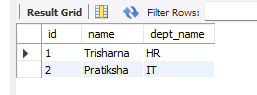 Result Grid Filter Rows:
id name dept_name
1 Trisharna HR
2 Pratiksha IT